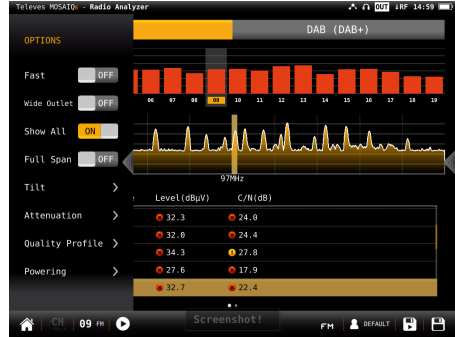 Televes MOSAIQ6 - Radio Analyzer
OUT ↓RF 14:59
OPTIONS
DAB (DAB+)
Fast OFF
Wide Outlet OFF
Show All ON
Full Span OFF
Tilt >
Attenuation >
Quality Profile >
Powering >
06 07 08 09 10 11 12 13 14 15 16 17 18 19
97MHz
Level(dBµV) C/N(dB)
32.3 24.0
32.0 24.4
34.3 27.8
27.6 17.9
32.7 22.4
Screenshot!
CH
09 FM
FM
DEFAULT